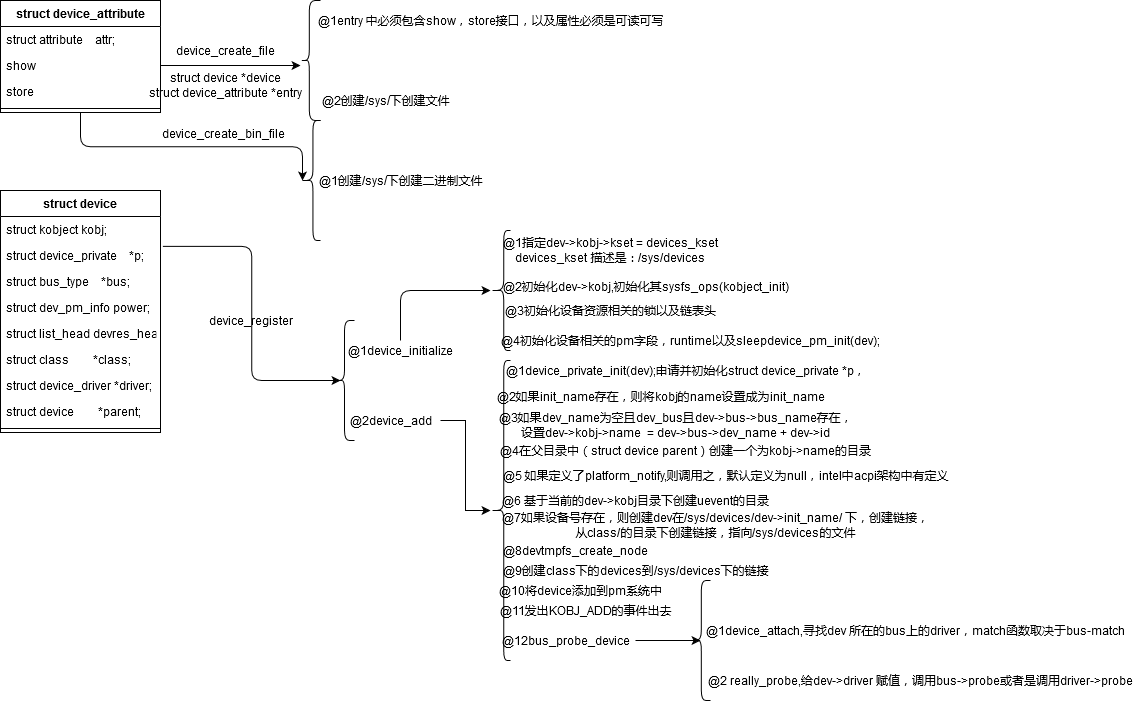 struct device_attribute
struct attribute attr;
show
store
device_create_file
struct device *device
struct device_attribute *entry
@1entry 中必须包含show，store接口，以及属性必须是可读可写
@2创建/sys/下创建文件
device_create_bin_file
@1创建/sys/下创建二进制文件
struct device
struct kobject kobj;
struct device_private *p;
struct bus_type *bus;
struct dev_pm_info power;
struct list_head devres_hea
struct class *class;
struct device_driver *driver;
struct device *parent;
device_register
@1device_initialize
@2device_add
@1指定dev->kobj->kset = devices_kset
devices_kset 描述是：/sys/devices
@2初始化dev->kobj,初始化其sysfs_ops(kobject_init)
@3初始化设备资源相关的锁以及链表头
@4初始化设备相关的pm字段，runtime以及sleepdevice_pm_init(dev);
@1device_private_init(dev);申请并初始化struct device_private *p，
@2如果init_name存在，则将kobj的name设置成为init_name
@3如果dev_name为空且dev_bus且dev->bus->bus_name存在，
设置dev->kobj->name = dev->bus->dev_name + dev->id
@4在父目录中（struct device parent）创建一个为kobj->name的目录
@5 如果定义了platform_notify,则调用之，默认定义为null，intel中acpi架构中有定义
@6 基于当前的dev->kobj目录下创建uevent的目录
@7如果设备号存在，则创建dev在/sys/devices/dev->init_name/ 下，创建链接，
从class/的目录下创建链接，指向/sys/devices的文件
@8devtmpfs_create_node
@9创建class下的devices到/sys/devices下的链接
@10将device添加到pm系统中
@11发出KOBJ_ADD的事件出去
@12bus_probe_device
@1device_attach,寻找dev 所在的bus上的driver，match函数取决于bus-match
@2 really_probe,给dev->driver 赋值，调用bus->probe或者是调用driver->probe